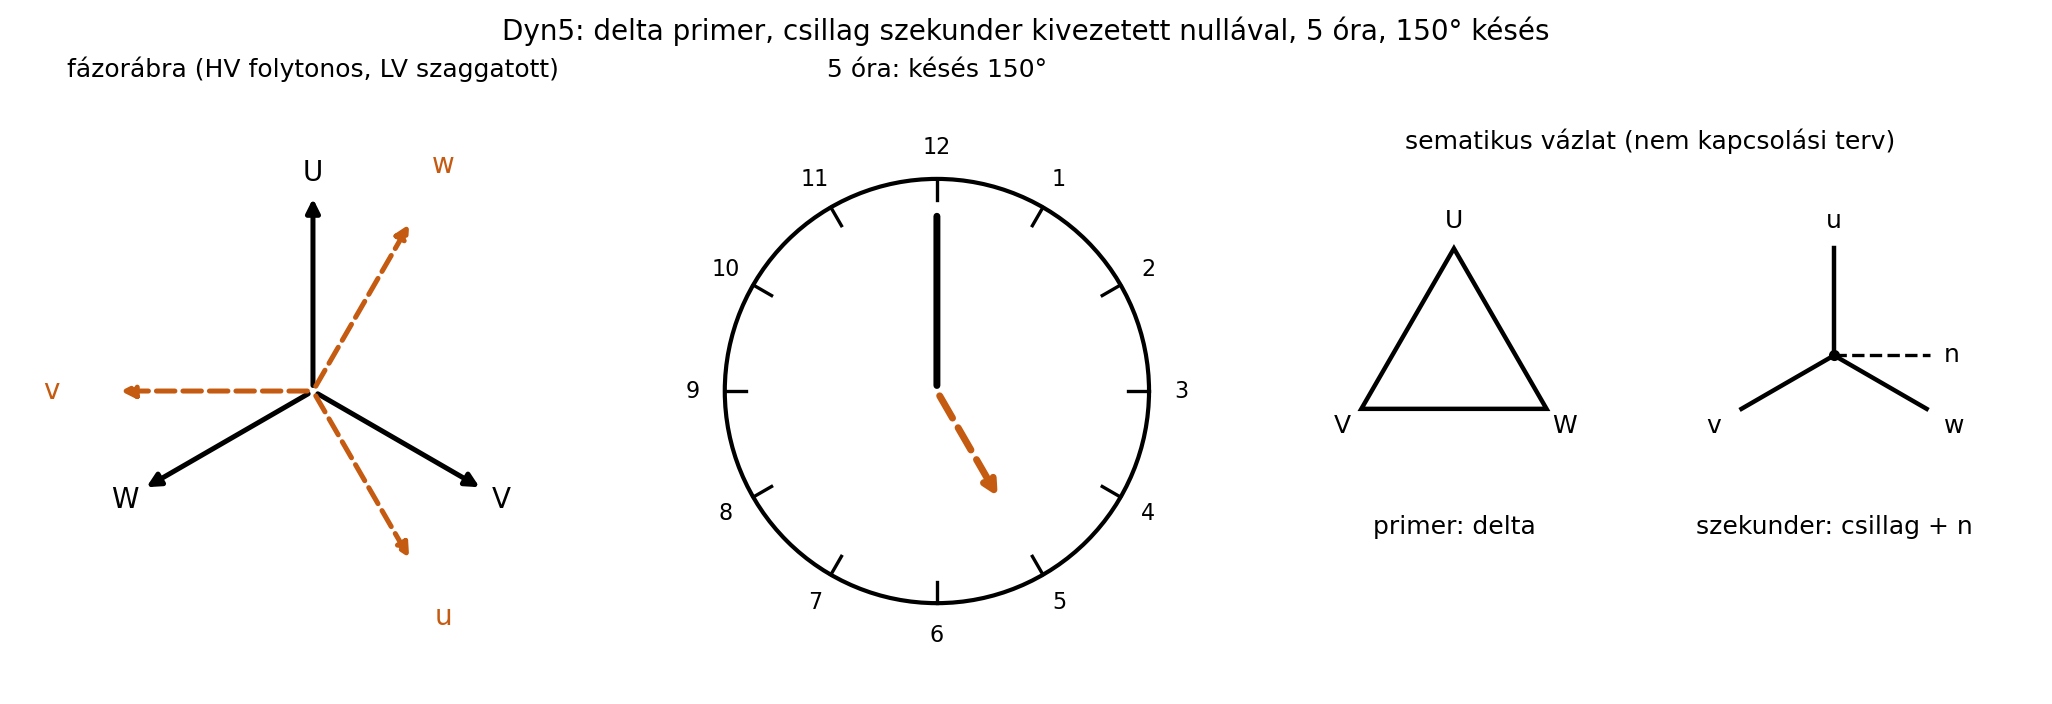 Dyn5: delta primer, csillag szekunder kivezetett nullával, 5 óra, 150° késés
fázorábra (HV folytonos, LV szaggatott)
U
w
v
W
V
u
5 óra: késés 150°
12
11
1
10
2
9
3
8
4
7
5
6
sematikus vázlat (nem kapcsolási terv)
U
V
W
primer: delta
u
n
v
w
szekunder: csillag + n